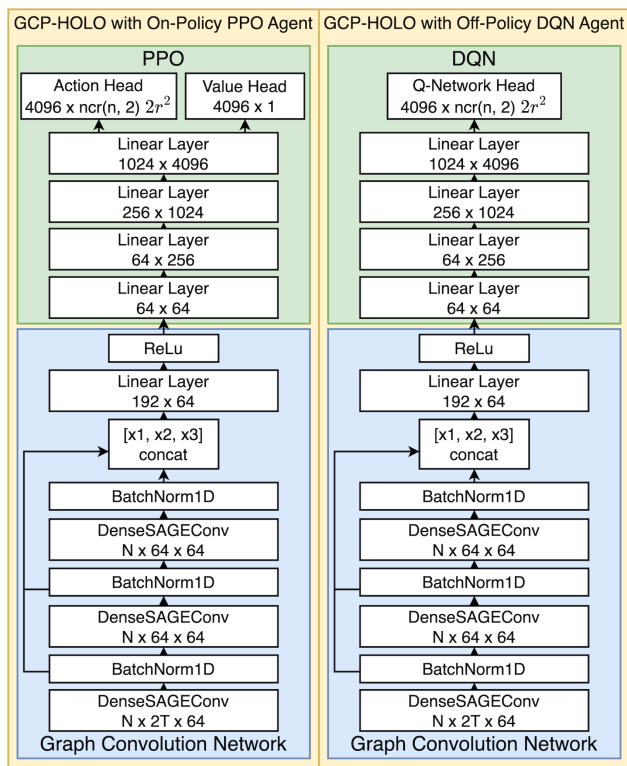 GCP-HOLO with On-Policy PPO Agent
PPO
Action Head
4096 x ncr(n, 2) 2r²
Value Head
4096 x 1
Linear Layer
1024 x 4096
Linear Layer
256 x 1024
Linear Layer
64 x 256
Linear Layer
64 x 64
ReLu
Linear Layer
192 x 64
[x1, x2, x3]
concat
BatchNorm1D
DenseSAGEConv
N x 64 x 64
BatchNorm1D
DenseSAGEConv
N x 64 x 64
BatchNorm1D
DenseSAGEConv
N x 2T x 64
Graph Convolution Network
GCP-HOLO with Off-Policy DQN Agent
DQN
Q-Network Head
4096 x ncr(n, 2) 2r²
Linear Layer
1024 x 4096
Linear Layer
256 x 1024
Linear Layer
64 x 256
Linear Layer
64 x 64
ReLu
Linear Layer
192 x 64
[x1, x2, x3]
concat
BatchNorm1D
DenseSAGEConv
N x 64 x 64
BatchNorm1D
DenseSAGEConv
N x 64 x 64
BatchNorm1D
DenseSAGEConv
N x 2T x 64
Graph Convolution Network